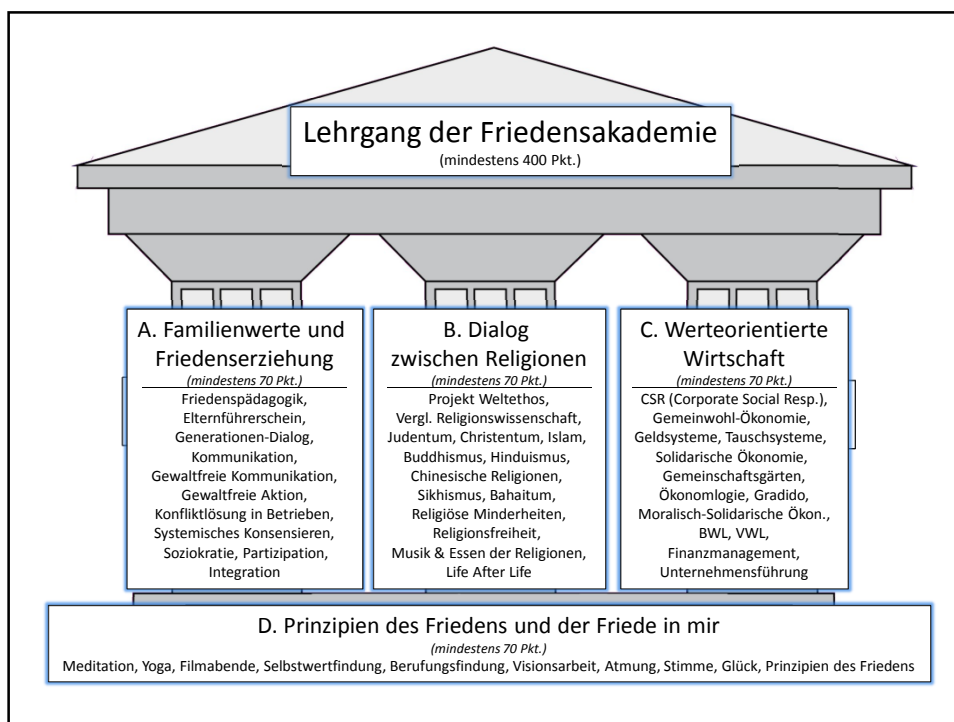 Lehrgang der Friedensakademie
(mindestens 400 Pkt.)
A. Familienwerte und
Friedenserziehung
(mindestens 70 Pkt.)
Friedenspädagogik,
Elternführerschein,
Generationen-Dialog,
Kommunikation,
Gewaltfreie Kommunikation,
Gewaltfreie Aktion,
Konfliktlösung in Betrieben,
Systemisches Konsensieren,
Soziokratie, Partizipation,
Integration
B. Dialog
zwischen Religionen
(mindestens 70 Pkt.)
Projekt Weltethos,
Vergl. Religionswissenschaft,
Judentum, Christentum, Islam,
Buddhismus, Hinduismus,
Chinesische Religionen,
Sikhismus, Bahaitum,
Religiöse Minderheiten,
Religionsfreiheit,
Musik & Essen der Religionen,
Life After Life
C. Werteorientierte
Wirtschaft
(mindestens 70 Pkt.)
CSR (Corporate Social Resp.),
Gemeinwohl-Ökonomie,
Geldsysteme, Tauschsysteme,
Solidarische Ökonomie,
Gemeinschaftsgärten,
Ökonomlogie, Gradido,
Moralisch-Solidarische Ökon.,
BWL, VWL,
Finanzmanagement,
Unternehmensführung
D. Prinzipien des Friedens und der Friede in mir
(mindestens 70 Pkt.)
Meditation, Yoga, Filmabende, Selbstwertfindung, Berufungsfindung, Visionsarbeit, Atmung, Stimme, Glück, Prinzipien des Friedens